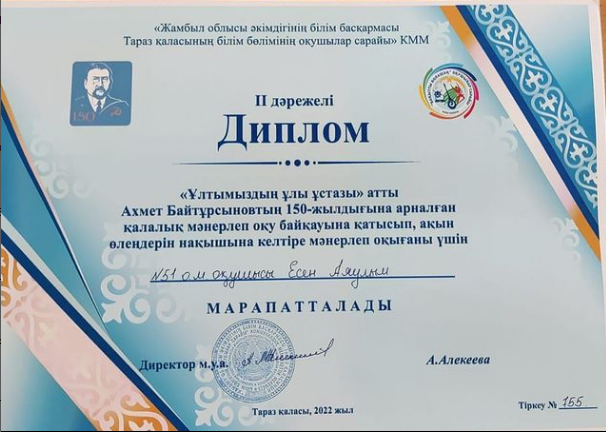 «Жамбыл облысы әкімдігінің білім басқармасы
Тараз қаласының білім бөлімінің оқушылар сарайы» КММ
150
II дәрежелі
Диплом
«Ұлтымыздың ұлы ұстазы» атты
Ахмет Байтұрсыновтың 150-жылдығына арналған
қалалық мәнерлеп оқу байқауына қатысып, ақын
өлеңдерін нақышына келтіре мәнерлеп оқығаны үшін
№51 о.м оқушысы Есен Аяулым
МАРАПАТТАЛАДЫ
Директор м.у.а.
А.Алекеева
Тараз қаласы, 2022 жыл
Тіркеу № 155